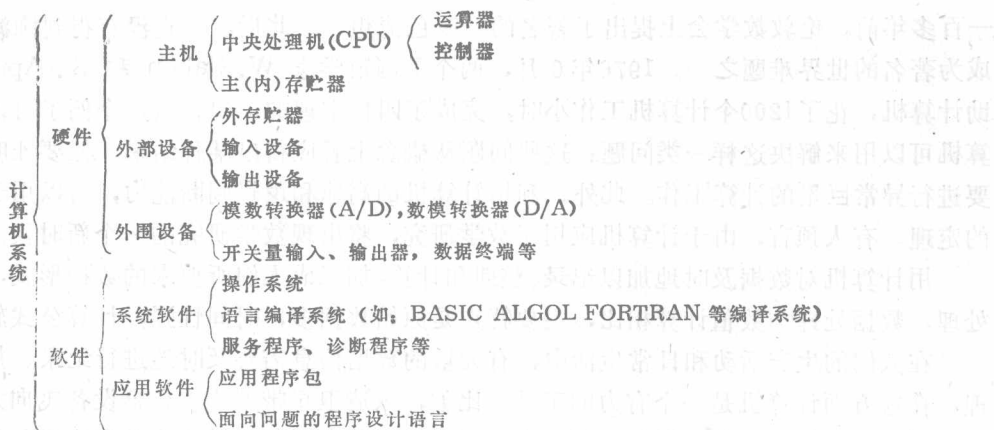 运算器
主机
中央处理机(CPU)
控制器
主(内)存贮器
硬件
外存贮器
外部设备
输入设备
输出设备
计算机系统
模数转换器(A/D),数模转换器(D/A)
外围设备
开关量输入、输出器,数据终端等
操作系统
系统软件
语言编译系统(如:BASIC ALGOL FORTRAN 等编译系统)
服务程序、诊断程序等
软件
应用程序包
应用软件
面向问题的程序设计语言